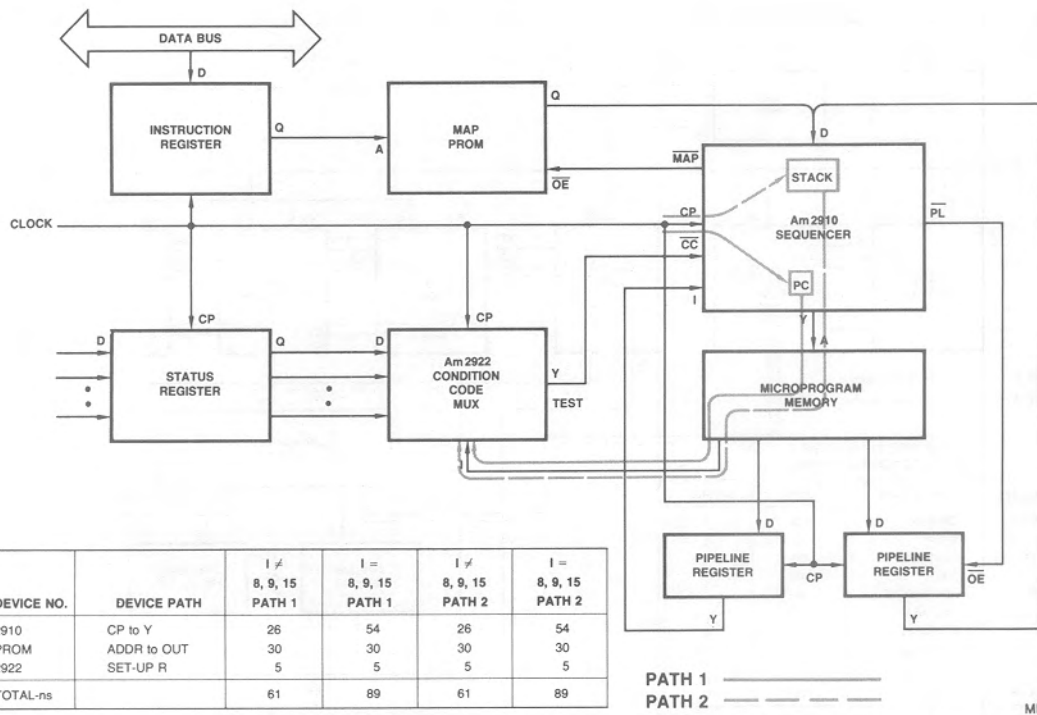 DATA BUS
D
INSTRUCTION
REGISTER
Q
A
MAP
PROM
Q
OE
D
MAP
STACK
Am2910
SEQUENCER
CP
CC
I
PC
Y
PL
CLOCK
CP
D
STATUS
REGISTER
Q
CP
D
Am2922
CONDITION
CODE
MUX
Y
TEST
A
MICROPROGRAM
MEMORY
D
D
PIPELINE
REGISTER
CP
PIPELINE
REGISTER
OE
Y
Y
DEVICE NO. DEVICE PATH I ≠ 8, 9, 15 PATH 1 I = 8, 9, 15 PATH 1 I ≠ 8, 9, 15 PATH 2 I = 8, 9, 15 PATH 2
2910 CP to Y 26 54 26 54
PROM ADDR to OUT 30 30 30 30
2922 SET-UP R 5 5 5 5
TOTAL-ns 61 89 61 89
PATH 1
PATH 2